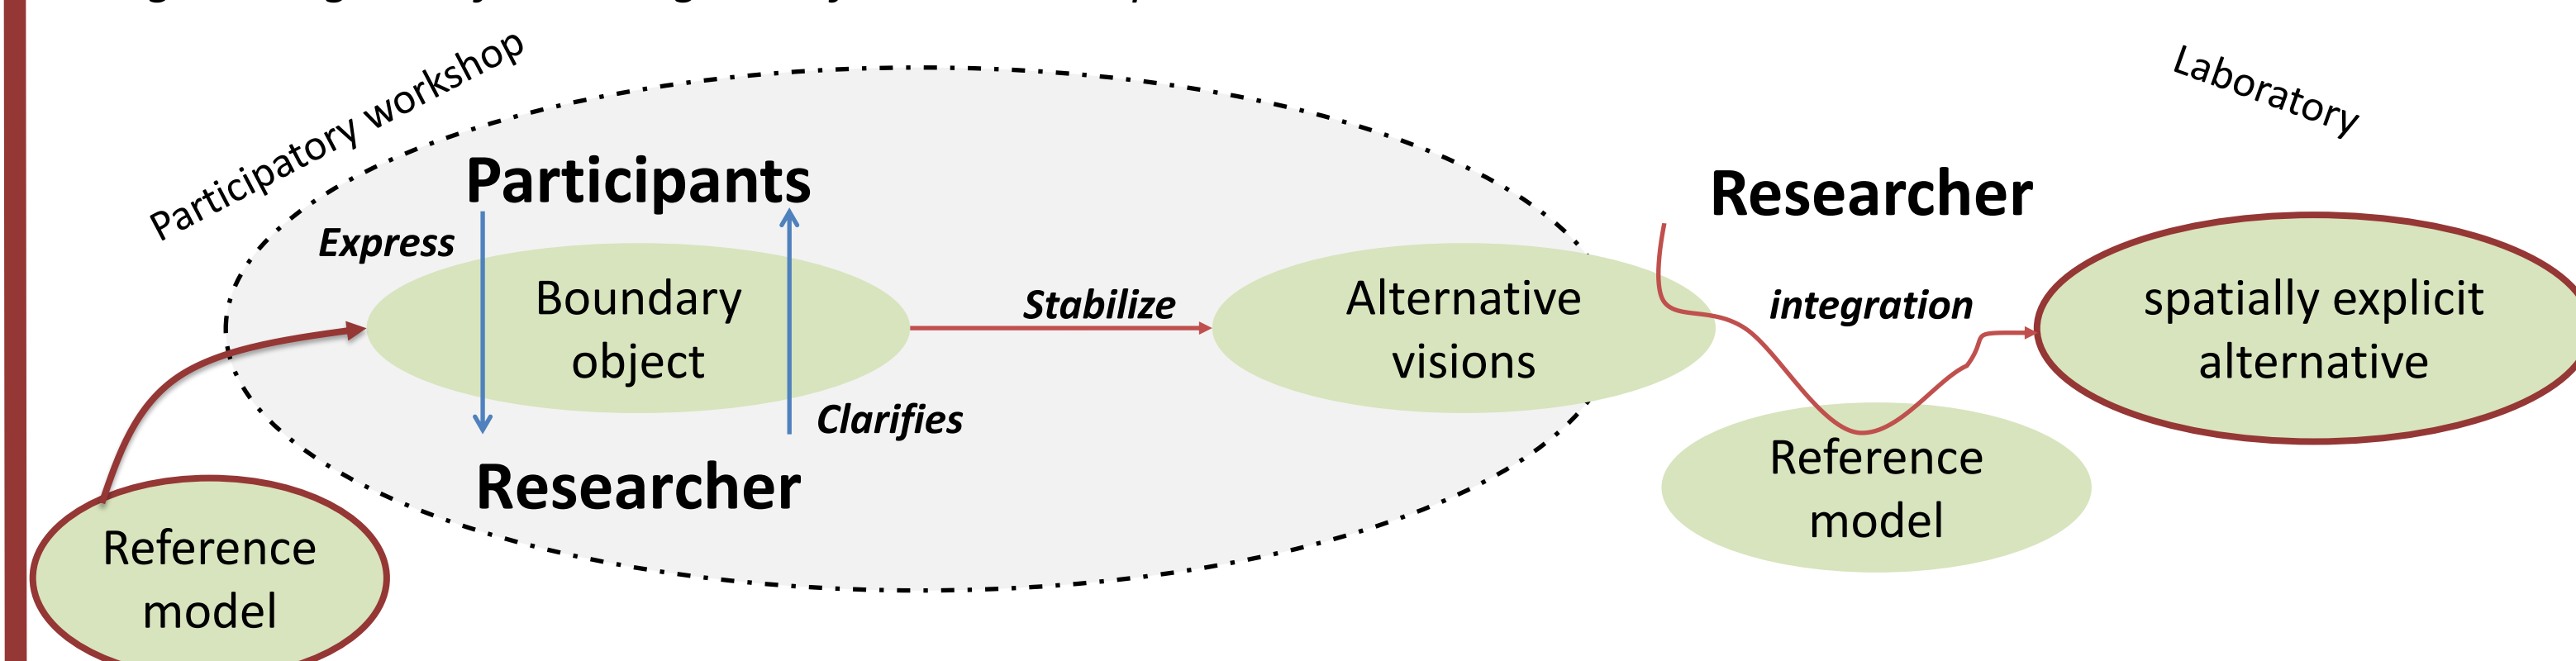 Participatory workshop
Laboratory
Participants
Researcher
Express
Boundary
object
Stabilize
Alternative
visions
integration
spatially explicit
alternative
Clarifies
Researcher
Reference
model
Reference
model